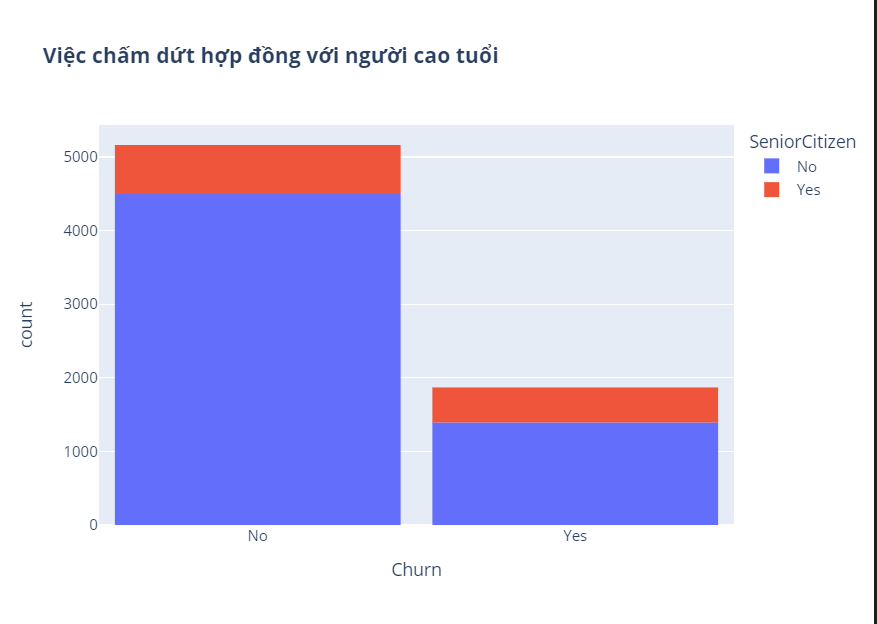 Việc chấm dứt hợp đồng với người cao tuổi
SeniorCitizen
No
Yes
5000
4000
3000
2000
1000
0
count
No
Yes
Churn